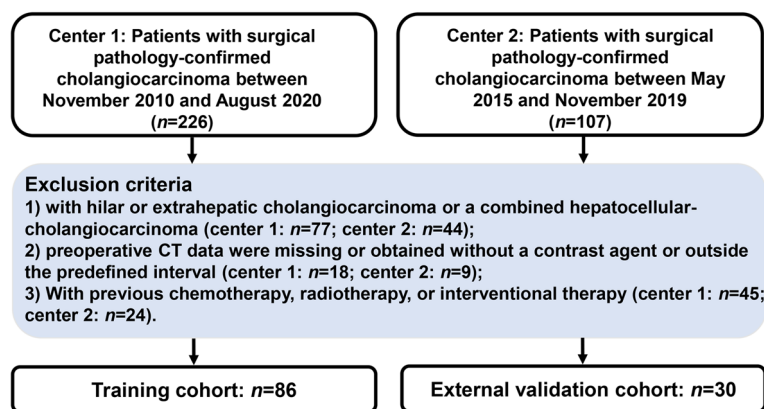 Center 1: Patients with surgical
pathology-confirmed
cholangiocarcinoma between
November 2010 and August 2020
(n=226)
Center 2: Patients with surgical
pathology-confirmed
cholangiocarcinoma between May
2015 and November 2019
(n=107)
Exclusion criteria
1) with hilar or extrahepatic cholangiocarcinoma or a combined hepatocellular-
cholangiocarcinoma (center 1: n=77; center 2: n=44);
2) preoperative CT data were missing or obtained without a contrast agent or outside
the predefined interval (center 1: n=18; center 2: n=9);
3) With previous chemotherapy, radiotherapy, or interventional therapy (center 1: n=45;
center 2: n=24).
Training cohort: n=86
External validation cohort: n=30